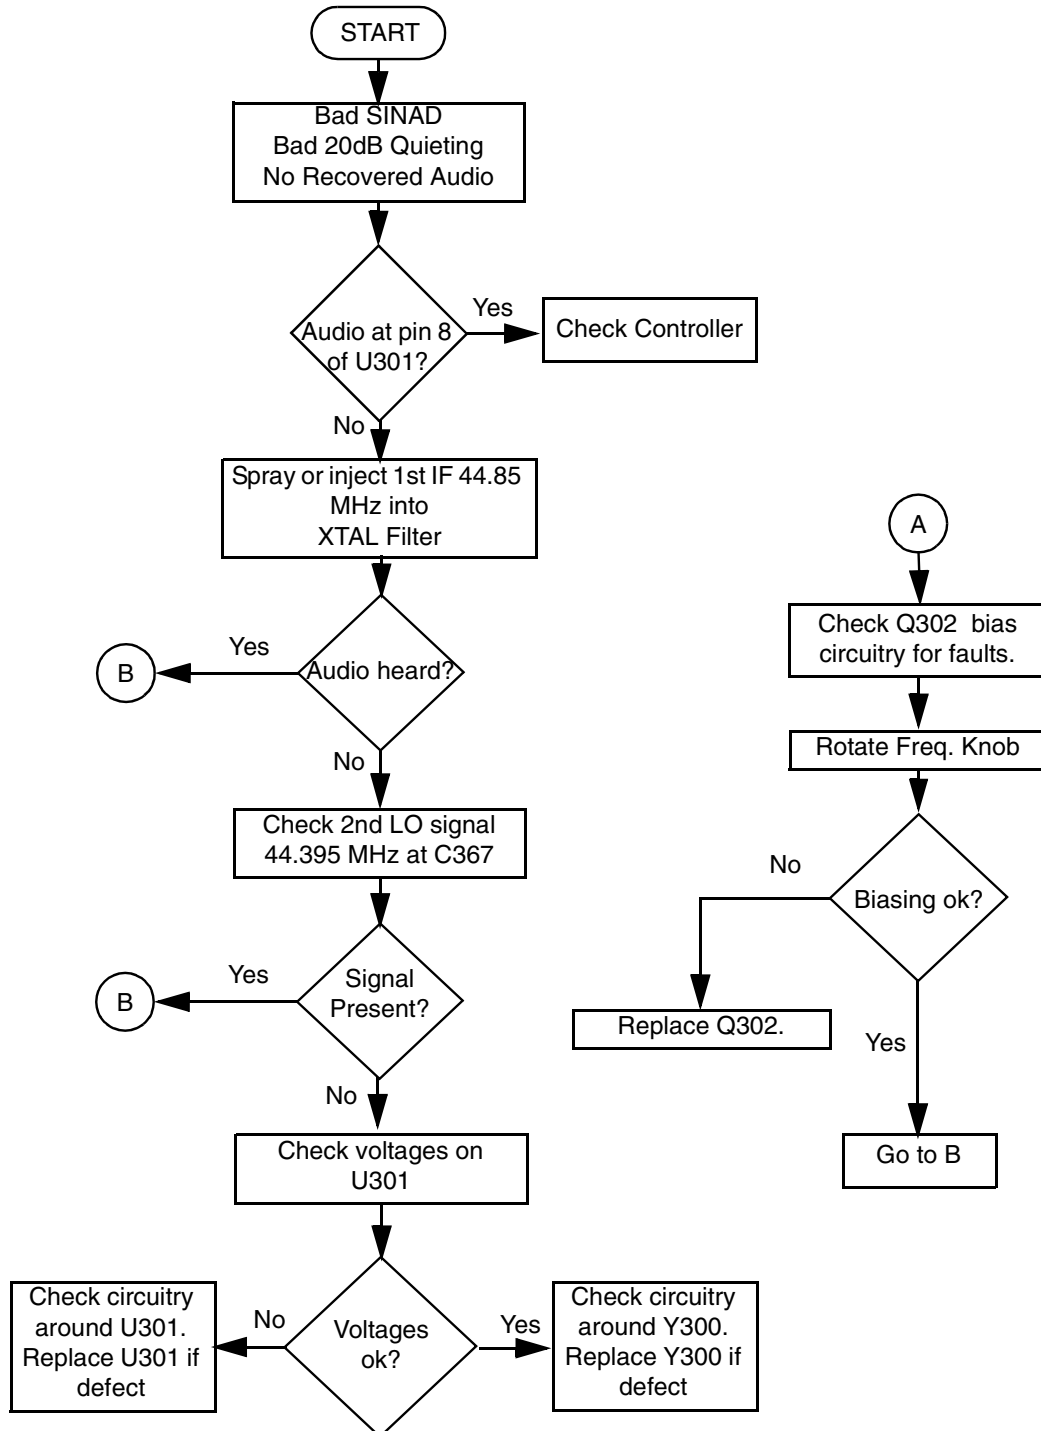 START
Bad SINAD
Bad 20dB Quieting
No Recovered Audio
Yes
Audio at pin 8
of U301?
Check Controller
No
Spray or inject 1st IF 44.85
MHz into
XTAL Filter
Yes
B
Audio heard?
No
Check 2nd LO signal
44.395 MHz at C367
Yes
B
Signal
Present?
No
Check voltages on
U301
No
Voltages
ok?
Yes
Check circuitry
around U301.
Replace U301 if
defect
Check circuitry
around Y300.
Replace Y300 if
defect
A
Check Q302 bias
circuitry for faults.
Rotate Freq. Knob
No
Biasing ok?
Replace Q302.
Yes
Go to B